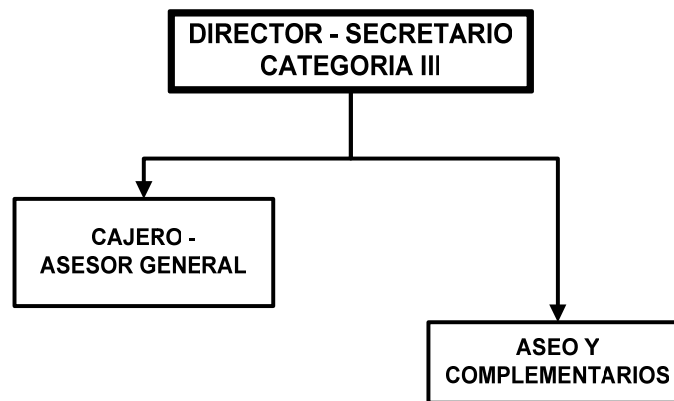 DIRECTOR - SECRETARIO
CATEGORIA III
CAJERO -
ASESOR GENERAL
ASEO Y
COMPLEMENTARIOS